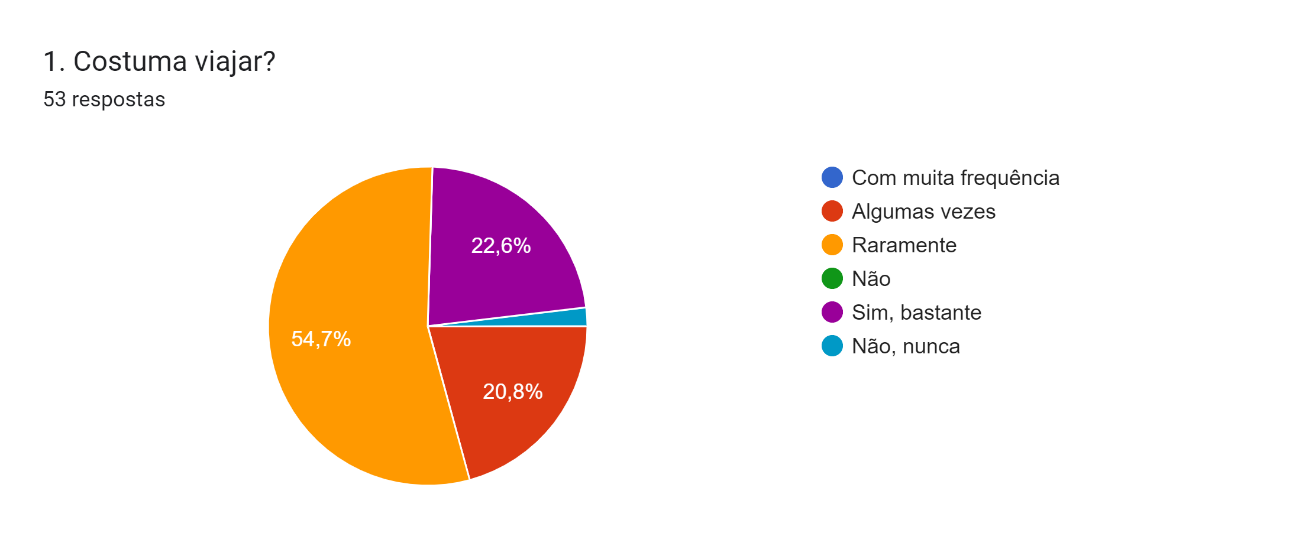 1. Costuma viajar?
53 respostas
22,6%
54,7%
20,8%
Com muita frequência
Algumas vezes
Raramente
Não
Sim, bastante
Não, nunca